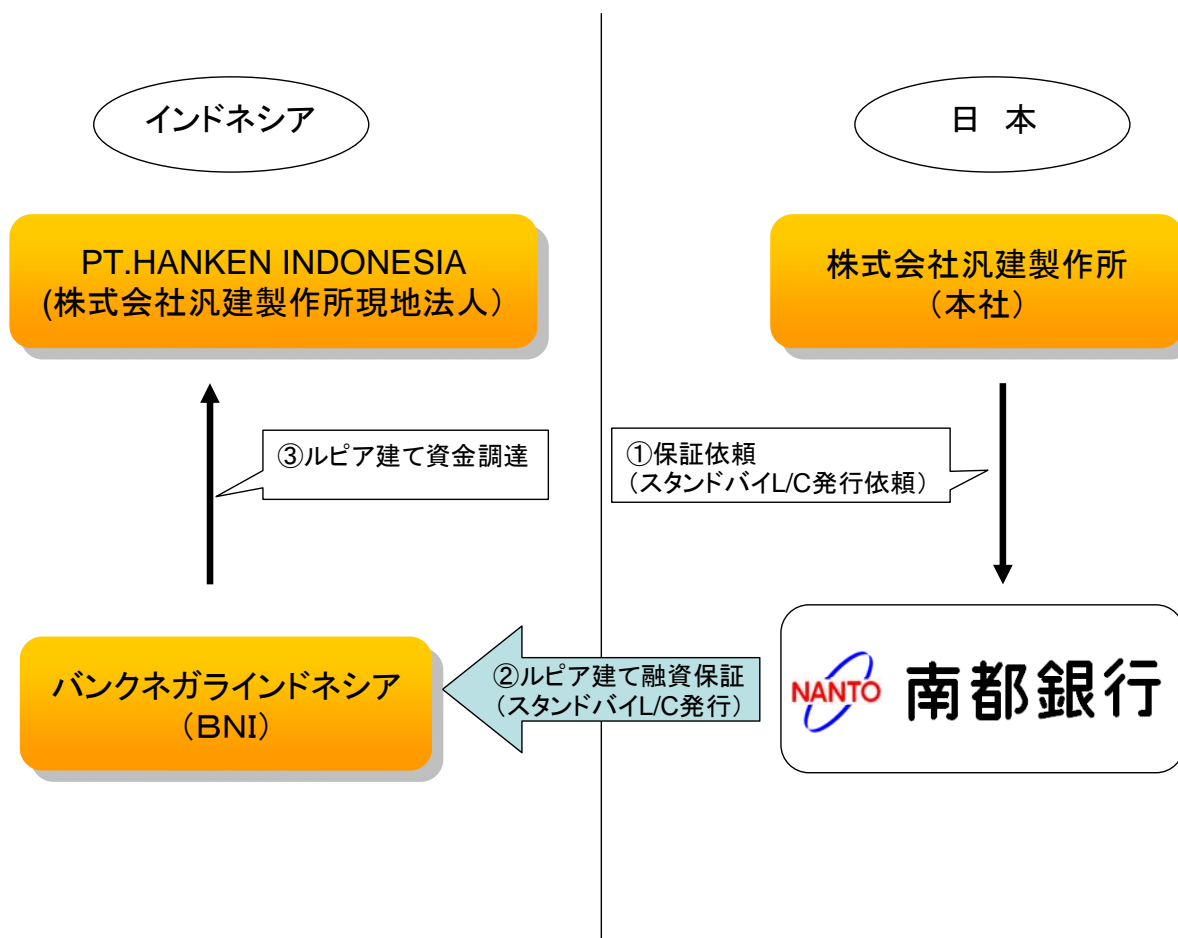 インドネシア
日 本
PT.HANKEN INDONESIA
(株式会社汎建製作所現地法人)
株式会社汎建製作所
(本社)
③ルピア建て資金調達
①保証依頼
(スタンドバイL/C発行依頼)
バンクネガラインドネシア
(BNI)
②ルピア建て融資保証
(スタンドバイL/C発行)
NANTO 南都銀行